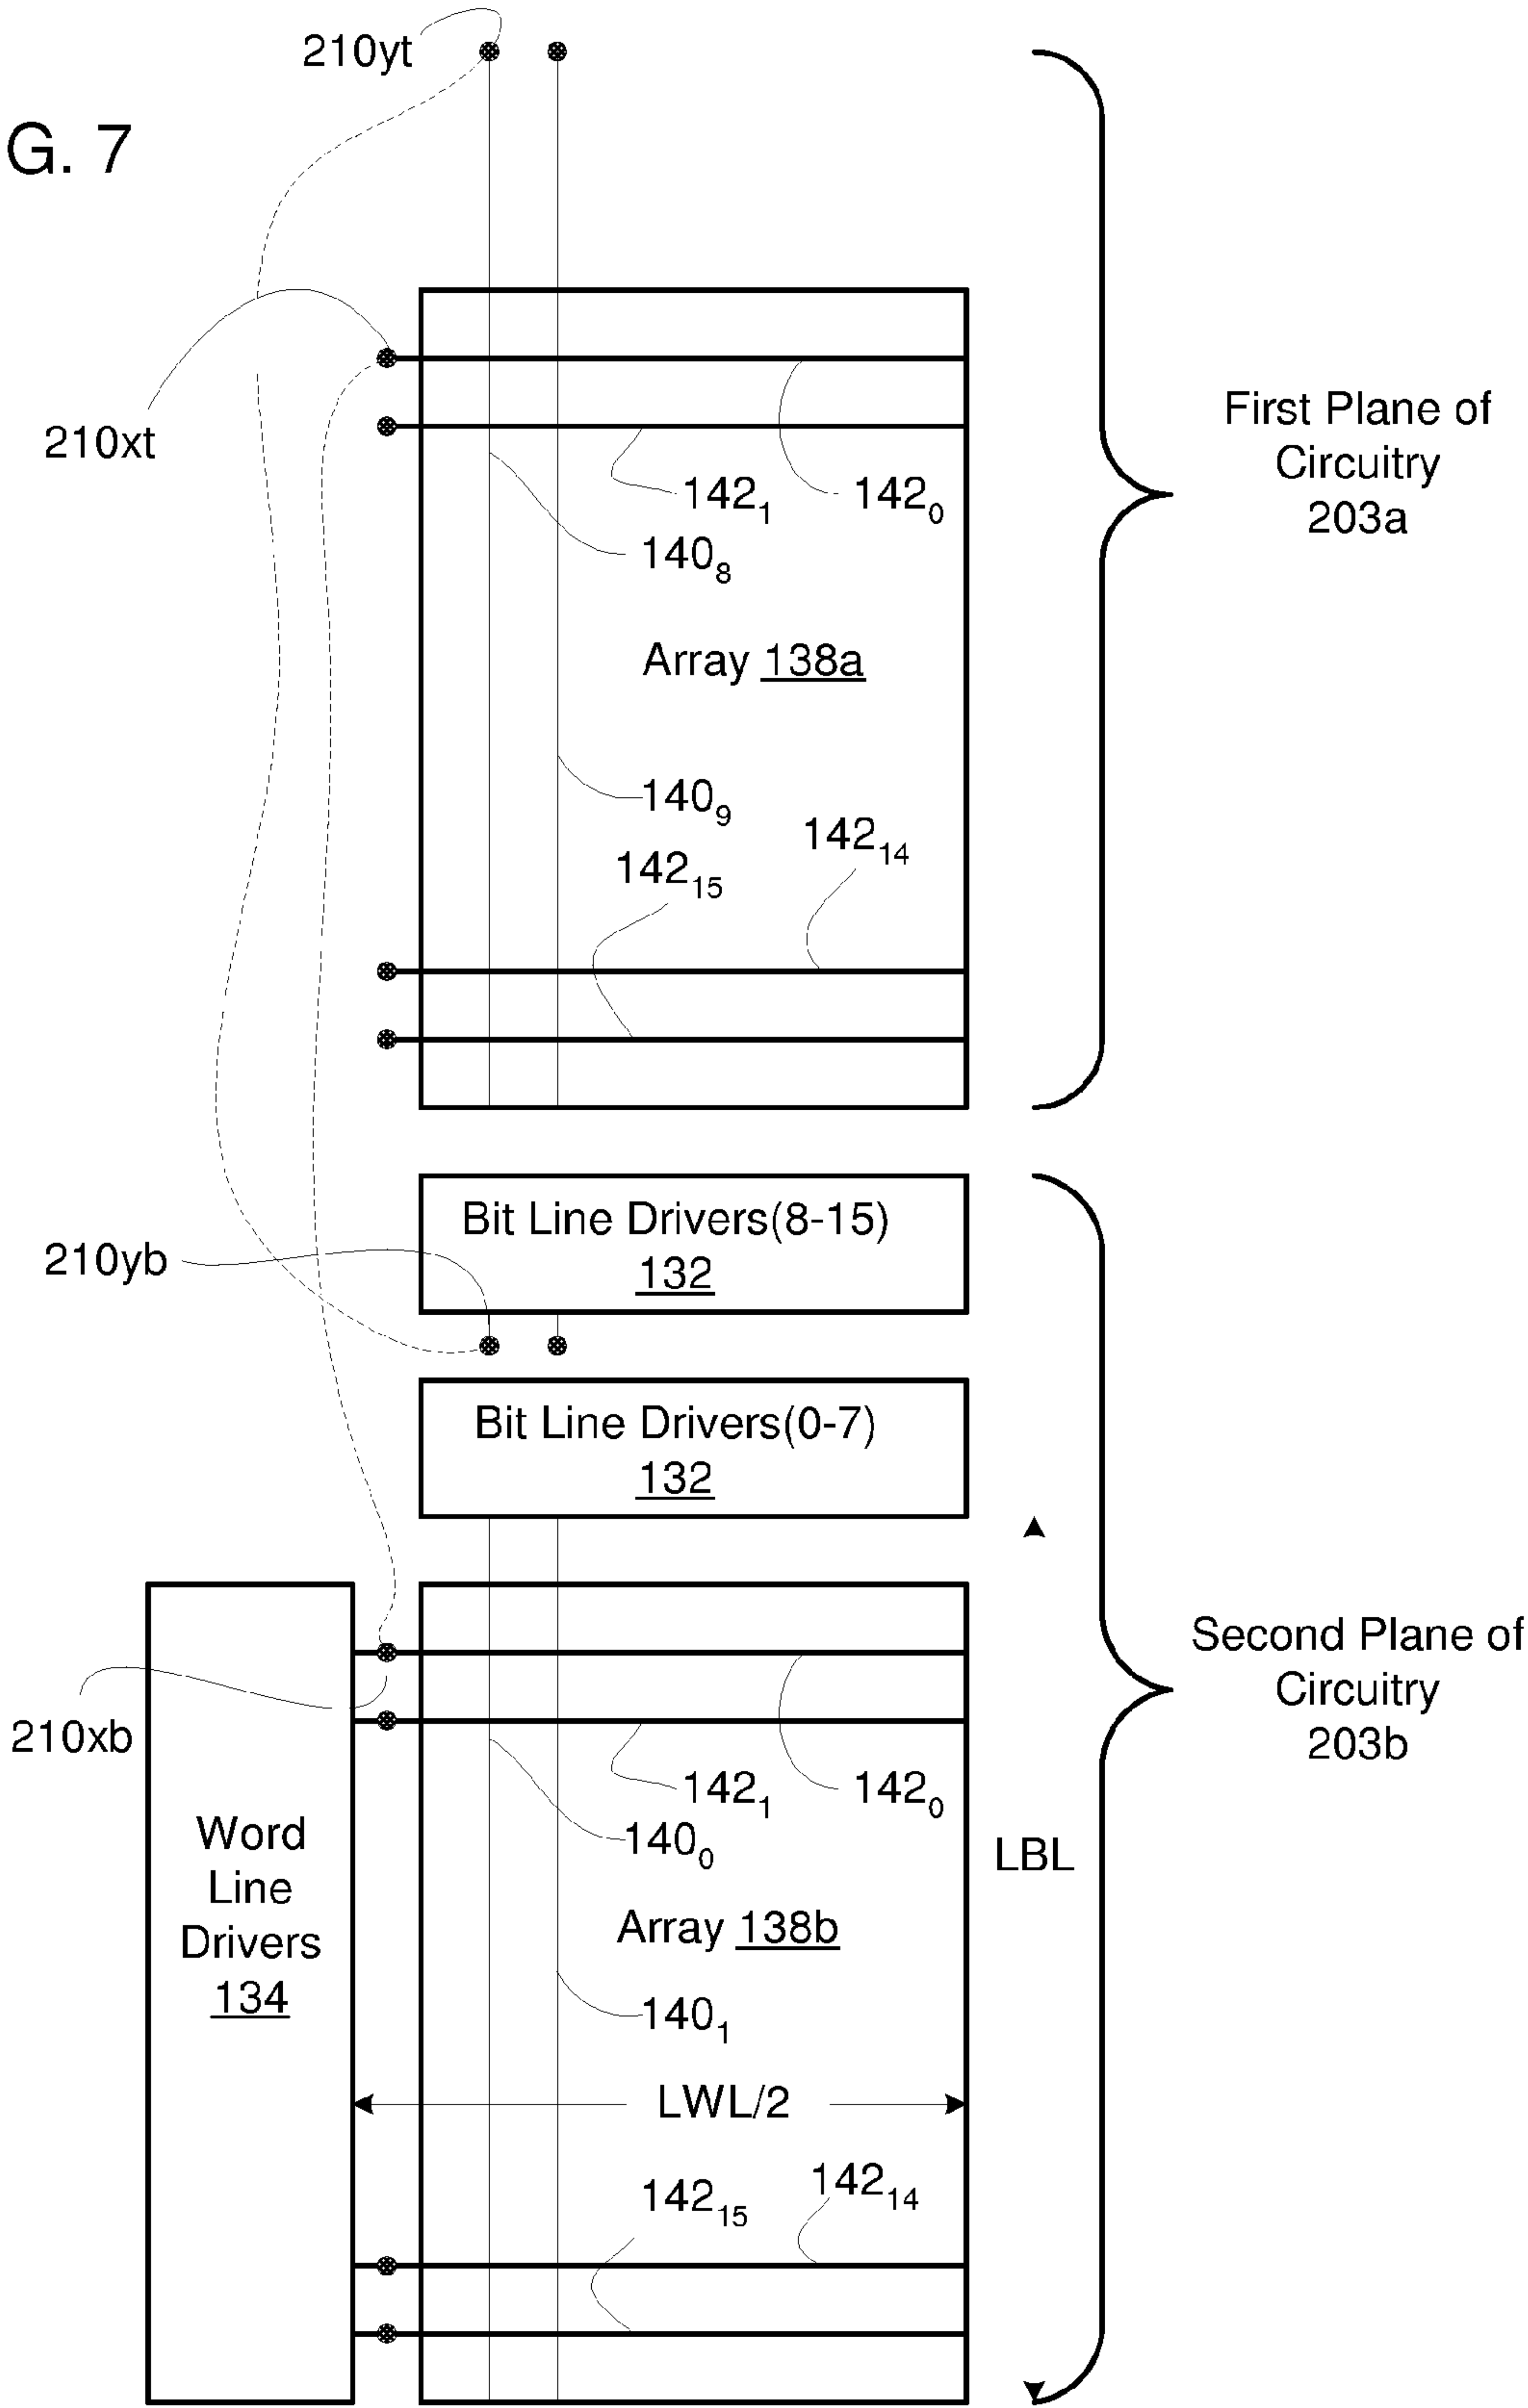 210yt
G. 7
210xt
First Plane of
Circuitry
203a
142₁
142₀
140₈
Array 138a
140₉
142₁₄
142₁₅
Bit Line Drivers(8-15)
132
210yb
Bit Line Drivers(0-7)
132
Second Plane of
Circuitry
203b
210xb
142₁
142₀
Word
Line
Drivers
134
140₀
LBL
Array 138b
140₁
LWL/2
142₁₄
142₁₅